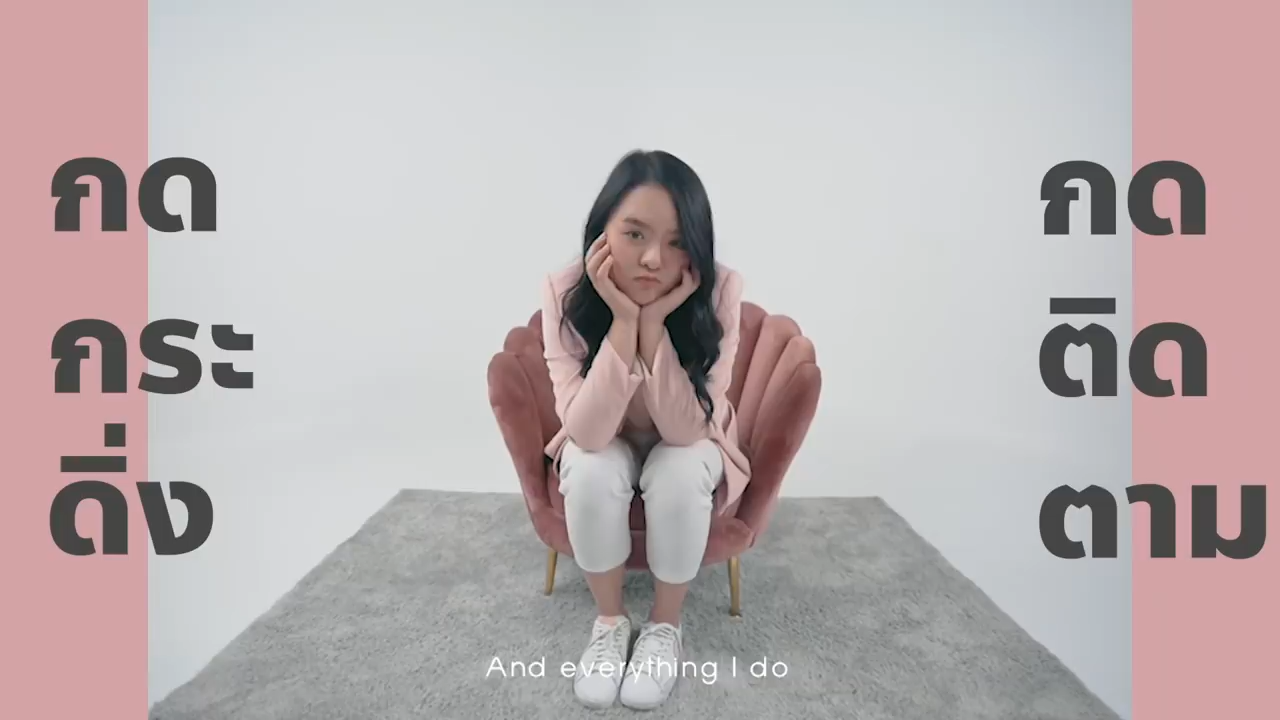 กด
กระ
ดิ่ง
กด
ติด
ตาม
And everything I do